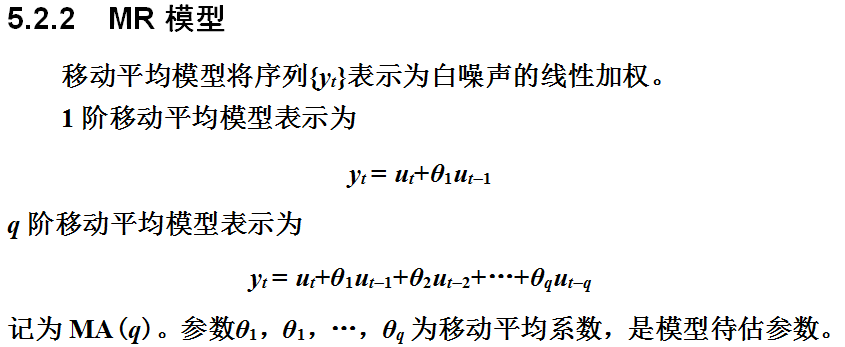 5.2.2 MR 模型
移动平均模型将序列{yₜ}表示为白噪声的线性加权。
1 阶移动平均模型表示为
yₜ = uₜ+θ₁uₜ₋₁
q 阶移动平均模型表示为
yₜ = uₜ+θ₁uₜ₋₁+θ₂uₜ₋₂+⋯+θ_quₜ₋q
记为 MA(q)。参数θ₁，θ₁，⋯，θ_q 为移动平均系数，是模型待估参数。